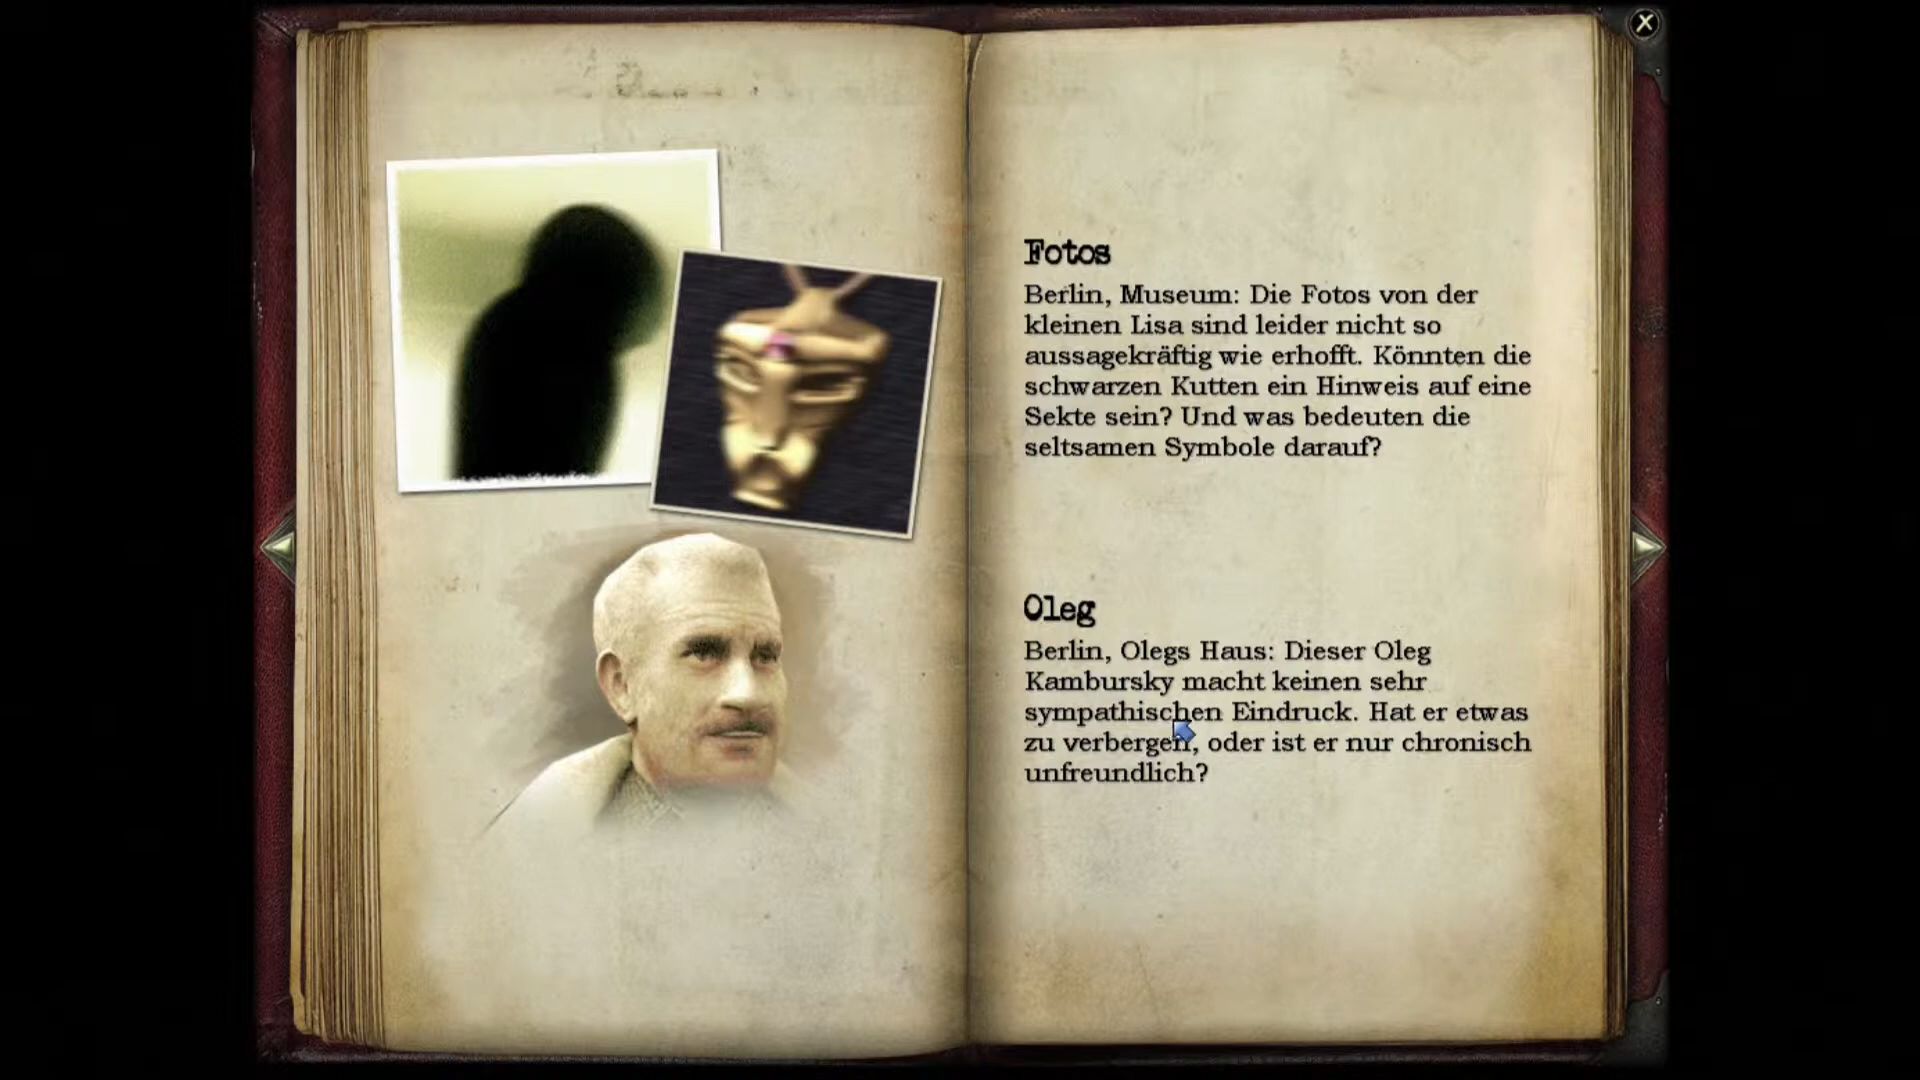 Fotos
Berlin, Museum: Die Fotos von der
kleinen Lisa sind leider nicht so
aussagekräftig wie erhofft. Könnten die
schwarzen Kutten ein Hinweis auf eine
Sekte sein? Und was bedeuten die
seltsamen Symbole darauf?
Oleg
Berlin, Olegs Haus: Dieser Oleg
Kambursky macht keinen sehr
sympathischen Eindruck. Hat er etwas
zu verbergen, oder ist er nur chronisch
unfreundlich?